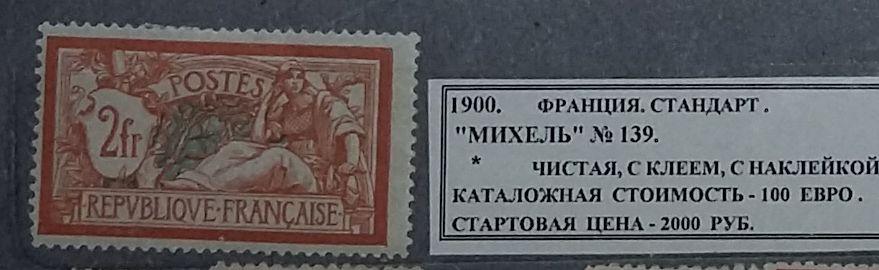 POSTES
2fr
REPVBLIQVE·FRANÇAISE
1900. ФРАНЦИЯ. СТАНДАРТ.
"МИХЕЛЬ" № 139.
* ЧИСТАЯ, С КЛЕЕМ, С НАКЛЕЙКОЙ
КАТАЛОЖНАЯ СТОИМОСТЬ - 100 ЕВРО.
СТАРТОВАЯ ЦЕНА - 2000 РУБ.